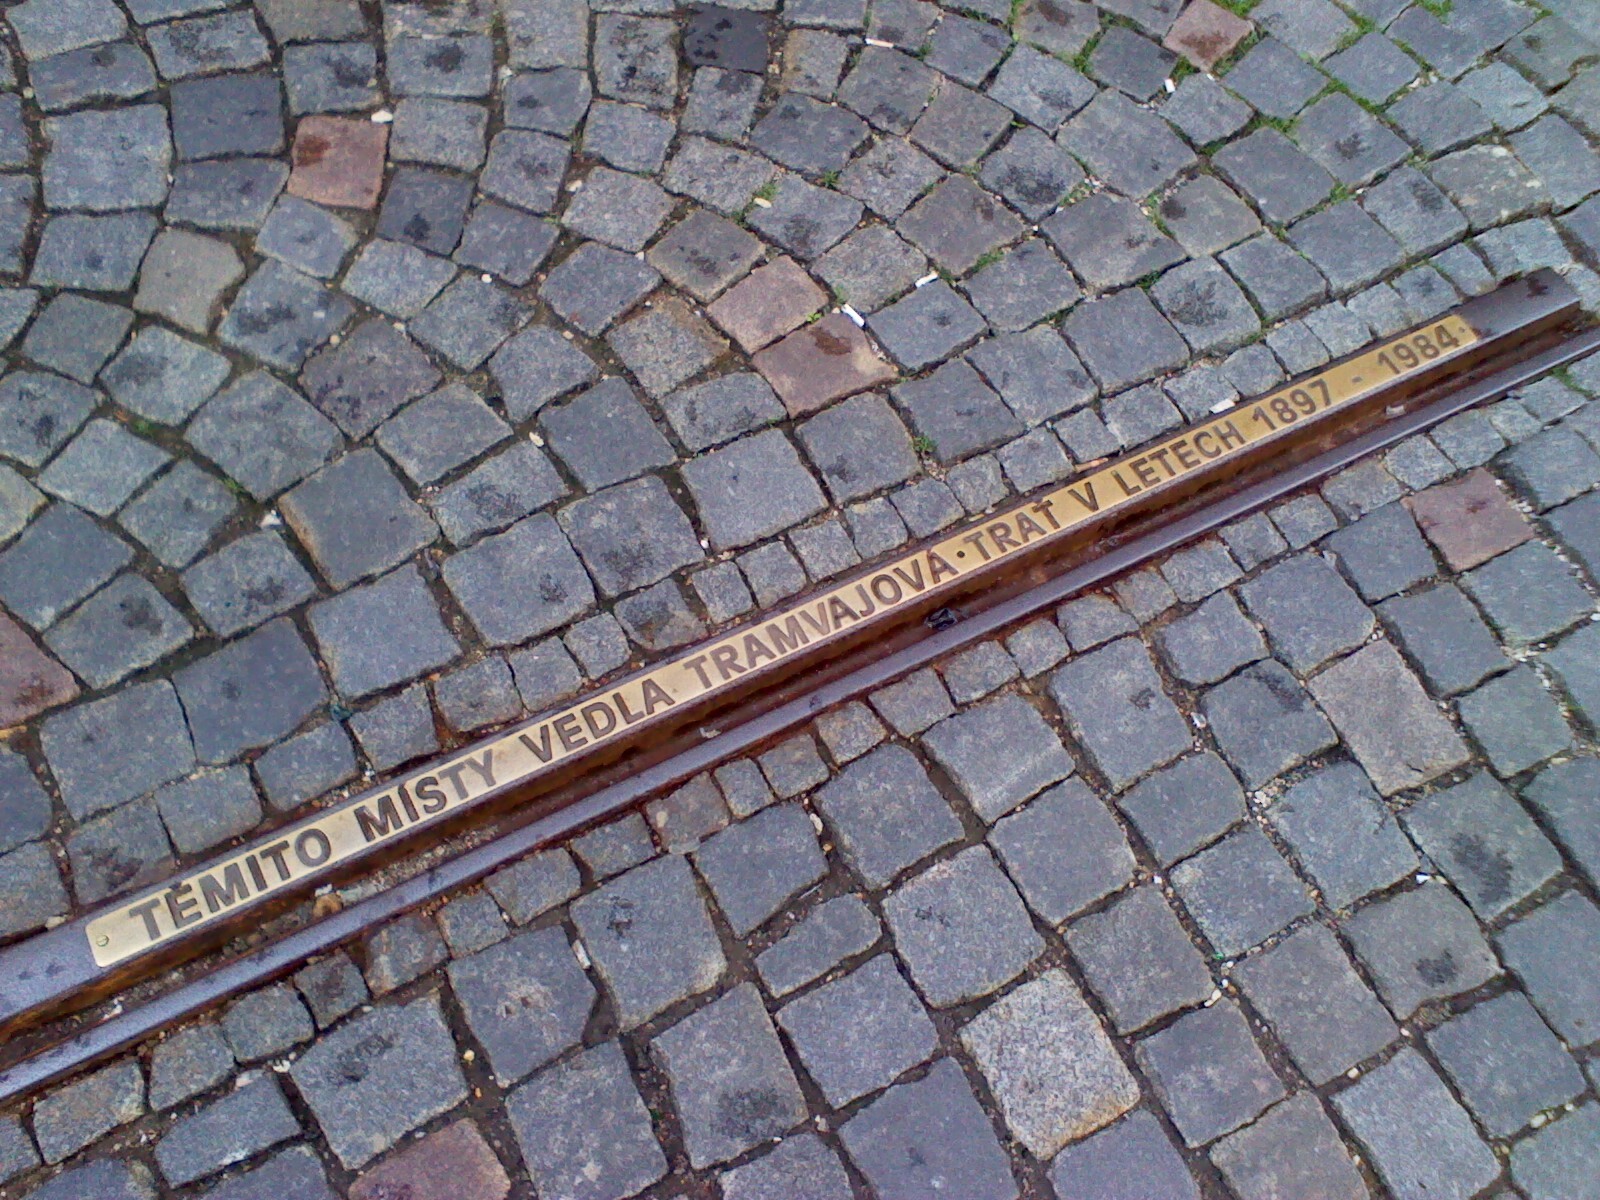 TĚMITO MÍSTY VEDLA TRAMVAJOVÁ · TRAŤ V LETECH 1897 - 1984